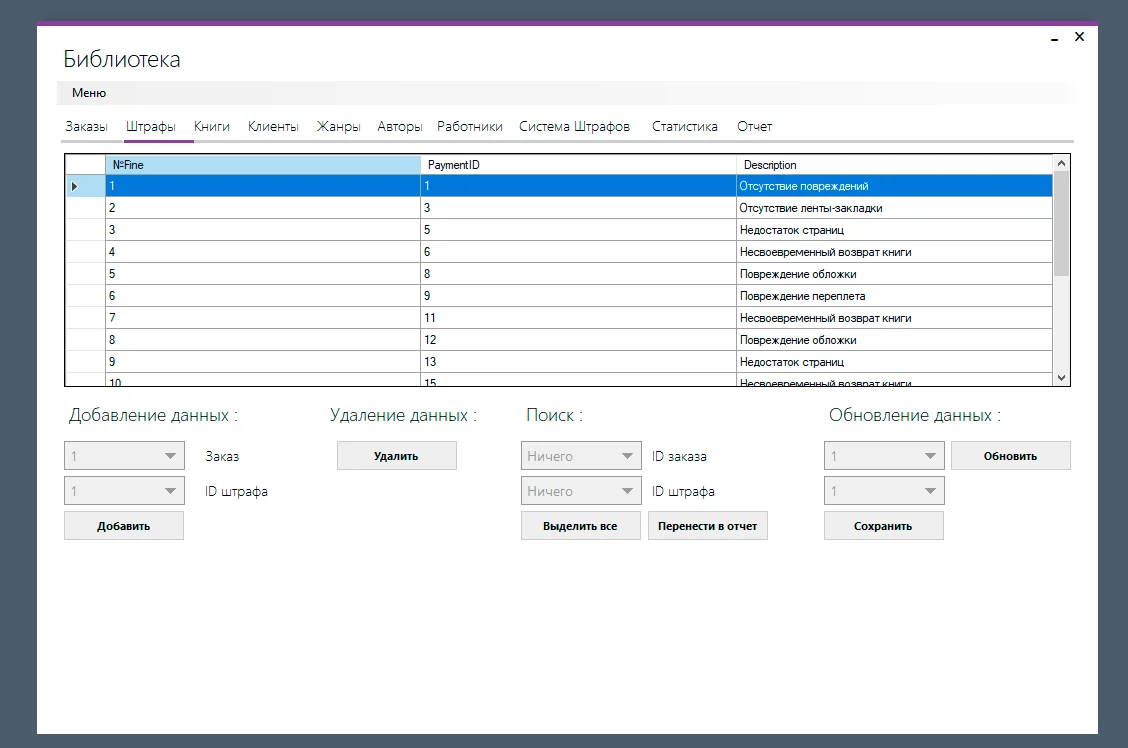 Библиотека
Меню
Заказы Штрафы Книги Клиенты Жанры Авторы Работники Система Штрафов Статистика Отчет
№Fine PaymentID Description
1 1 Отсутствие повреждений
2 3 Отсутствие ленты-закладки
3 5 Недостаток страниц
4 6 Несвоевременный возврат книги
5 8 Повреждение обложки
6 9 Повреждение переплета
7 11 Несвоевременный возврат книги
8 12 Повреждение обложки
9 13 Недостаток страниц
10 15 Несвоевременный возврат книги
Добавление данных : Удаление данных : Поиск : Обновление данных :
1 Заказ Удалить Ничего ID заказа 1 Обновить
1 ID штрафа Ничего ID штрафа 1
Добавить Выделить все Перенести в отчет Сохранить